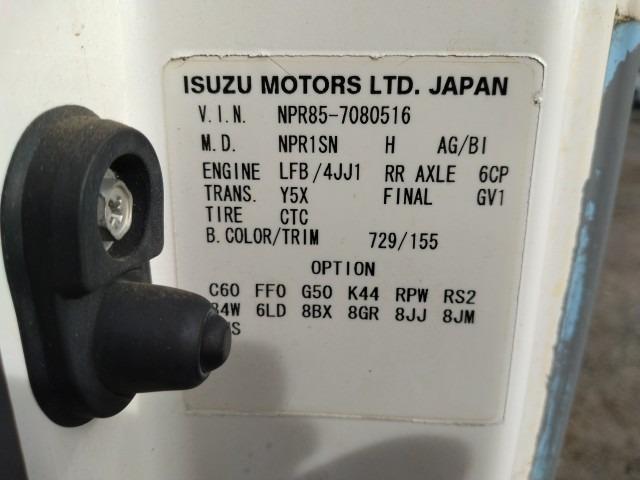 ISUZU MOTORS LTD. JAPAN
V.I.N. NPR85-7080516
M.D. NPR1SN H AG/BI
ENGINE LFB/4JJ1 RR AXLE 6CP
TRANS. Y5X FINAL GV1
TIRE CTC
B.COLOR/TRIM 729/155
OPTION
C60 FF0 G50 K44 RPW RS2
6LD 8BX 8GR 8JJ 8JM